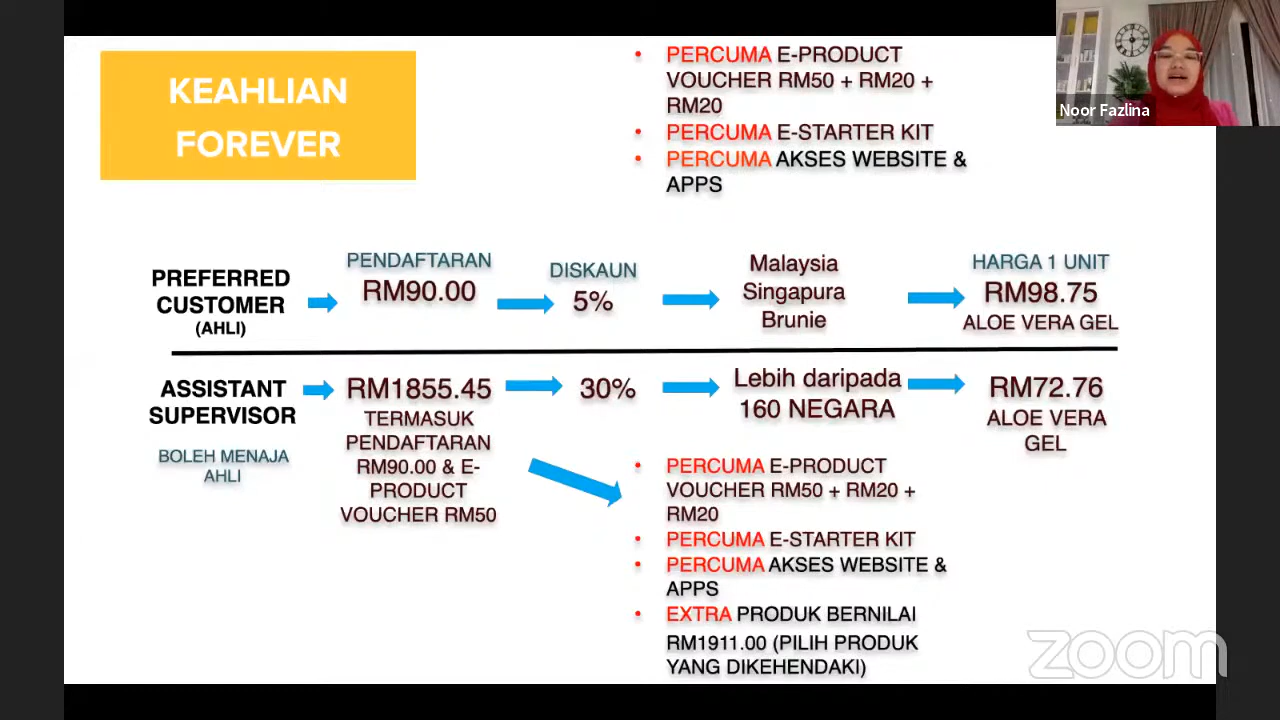 KEAHLIAN
FOREVER
• PERCUMA E-PRODUCT
VOUCHER RM50 + RM20 +
RM20
• PERCUMA E-STARTER KIT
• PERCUMA AKSES WEBSITE &
APPS
Noor Fazlina
PREFERRED
CUSTOMER
(AHLI)
PENDAFTARAN
RM90.00
DISKAUN
5%
Malaysia
Singapura
Brunie
HARGA 1 UNIT
RM98.75
ALOE VERA GEL
ASSISTANT
SUPERVISOR
BOLEH MENAJA
AHLI
RM1855.45
TERMASUK
PENDAFTARAN
RM90.00 & E-
PRODUCT
VOUCHER RM50
30%
Lebih daripada
160 NEGARA
RM72.76
ALOE VERA
GEL
• PERCUMA E-PRODUCT
VOUCHER RM50 + RM20 +
RM20
• PERCUMA E-STARTER KIT
• PERCUMA AKSES WEBSITE &
APPS
• EXTRA PRODUK BERNILAI
RM1911.00 (PILIH PRODUK
YANG DIKEHENDAKI)
zoom